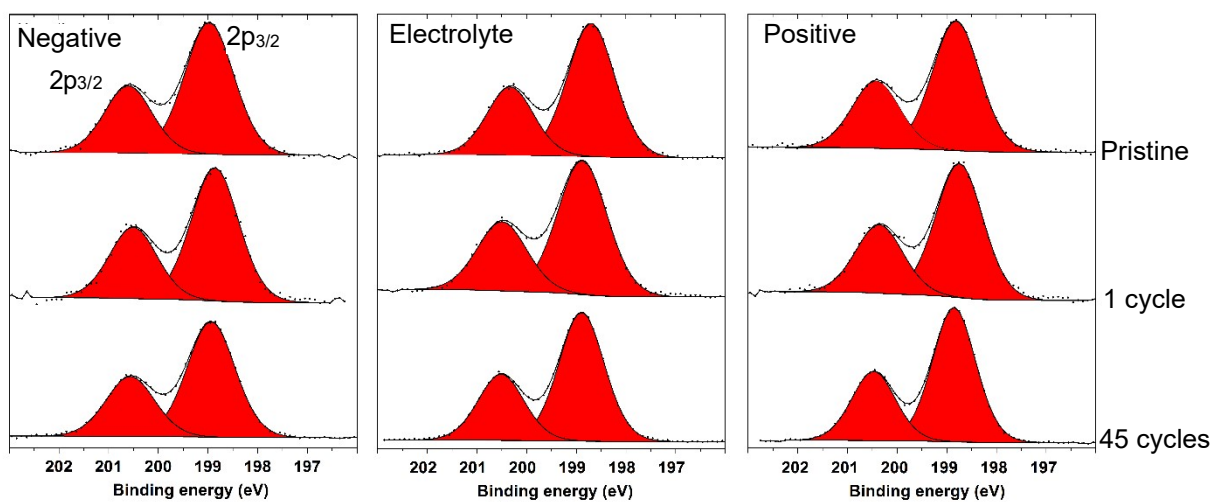 Negative
2p3/2
2p3/2
Electrolyte
Positive
Pristine
1 cycle
45 cycles
202 201 200 199 198 197
202 201 200 199 198 197
202 201 200 199 198 197
Binding energy (eV)
Binding energy (eV)
Binding energy (eV)